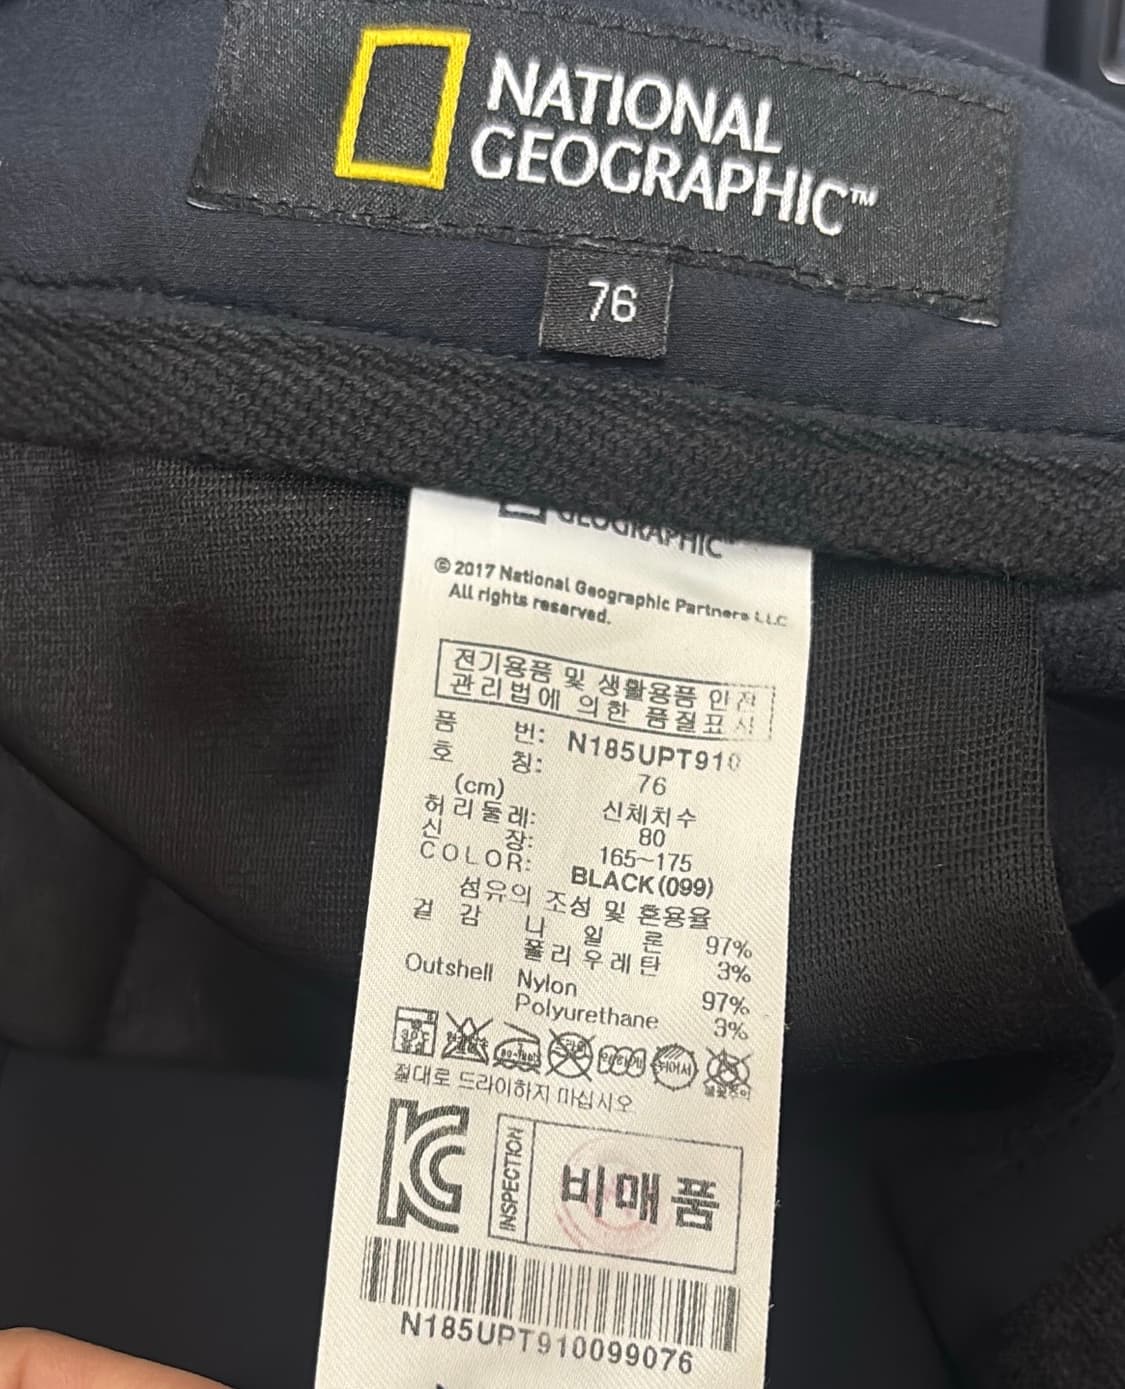 NATIONAL
GEOGRAPHIC™
76
GEOGRAPHIC
© 2017 National Geographic Partners LLC
All rights reserved.
전기용품 및 생활용품 안전
관리법에 의한 품질표시
품 번: N185UPT910
호 칭: 76
(cm) 신체치수
허리둘레: 80
신 장: 165~175
COLOR: BLACK(099)
섬유의 조성 및 혼용율
겉 감 나 일 론 97%
폴리우레탄 3%
Outshell Nylon 97%
Polyurethane 3%
절대로 드라이하지 마십시오
INSPECTION
비매품
N185UPT910099076